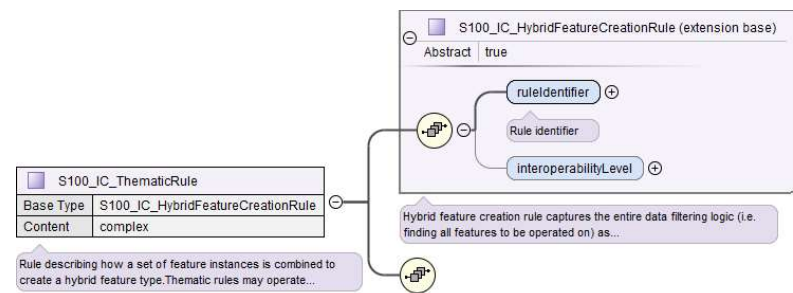 S100_IC_HybridFeatureCreationRule (extension base)
Abstract true
ruleIdentifier
Rule identifier
interoperabilityLevel
Hybrid feature creation rule captures the entire data filtering logic (i.e.
finding all features to be operated on) as...
S100_IC_ThematicRule
Base Type S100_IC_HybridFeatureCreationRule
Content complex
Rule describing how a set of feature instances is combined to
create a hybrid feature type.Thematic rules may operate...